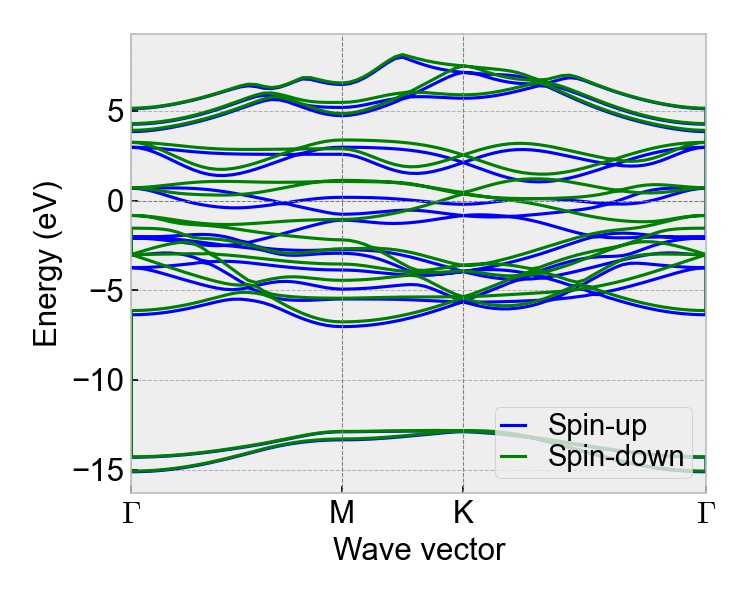 Energy (eV)
5
0
−5
−10
−15
Spin-up
Spin-down
Γ M K Γ
Wave vector